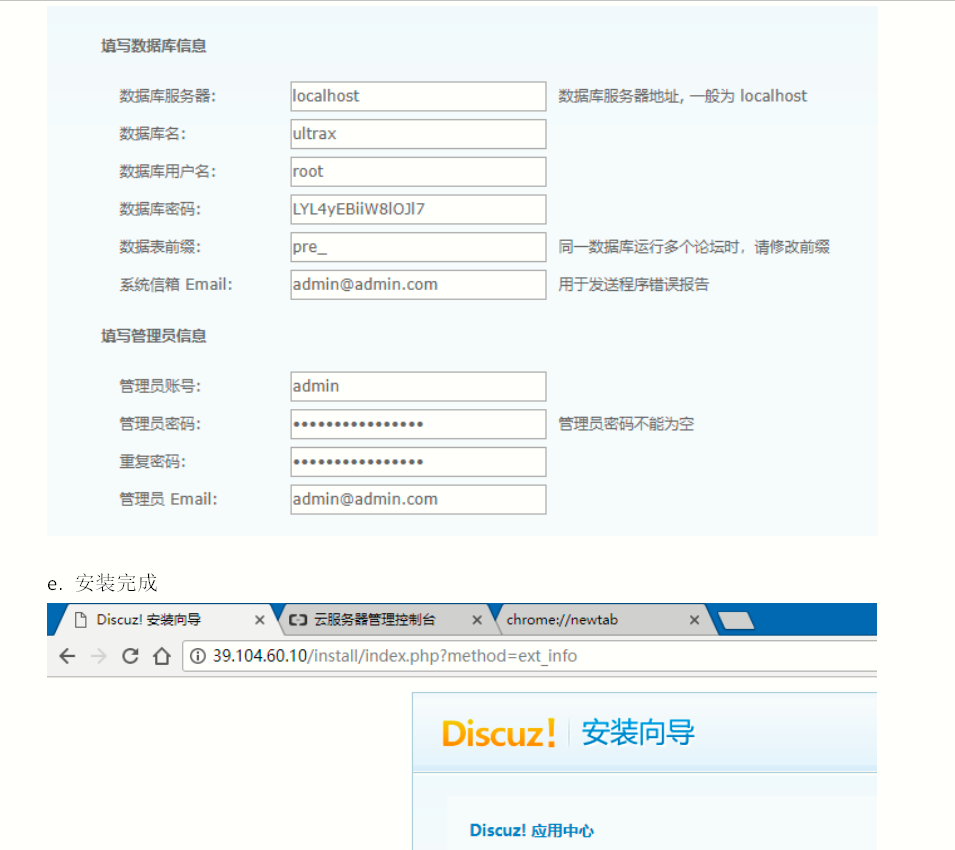 填写数据库信息
数据库服务器: localhost 数据库服务器地址, 一般为 localhost
数据库名: ultrax
数据库用户名: root
数据库密码: LYL4yEBiiW8lOJl7
数据表前缀: pre_ 同一数据库运行多个论坛时，请修改前缀
系统信箱 Email: admin@admin.com 用于发送程序错误报告
填写管理员信息
管理员账号: admin
管理员密码: •••••••••••••••• 管理员密码不能为空
重复密码: ••••••••••••••••
管理员 Email: admin@admin.com
e. 安装完成
Discuz! 安装向导 云服务器管理控制台 chrome://newtab
39.104.60.10/install/index.php?method=ext_info
Discuz! 安装向导
Discuz! 应用中心